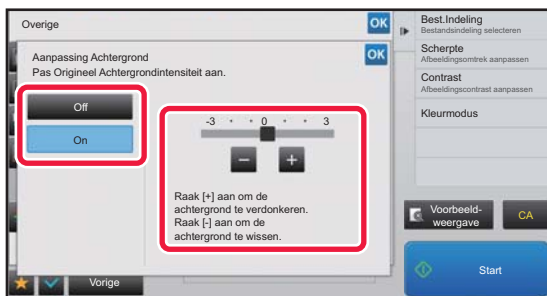 Overige
OK
Aanpassing Achtergrond
Pas Origineel Achtergrondintensiteit aan.
OK
Off
On
-3 · · 0 · · 3
− +
Raak [+] aan om de
achtergrond te verdonkeren.
Raak [-] aan om de
achtergrond te wissen.
Vorige
Best.Indeling
Bestandsindeling selecteren
Scherpte
Afbeeldingsomtrek aanpassen
Contrast
Afbeeldingscontrast aanpassen
Kleurmodus
Voorbeeld-
weergave
CA
Start